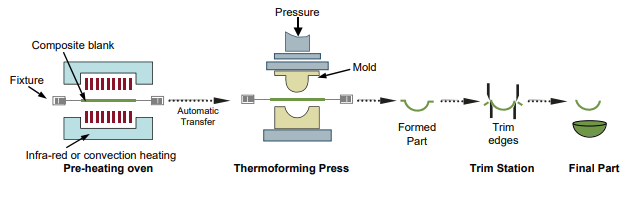 Pressure
Composite blank
Fixture
Mold
Automatic
Transfer
Formed
Part
Trim
edges
Infra-red or convection heating
Pre-heating oven
Thermoforming Press
Trim Station
Final Part